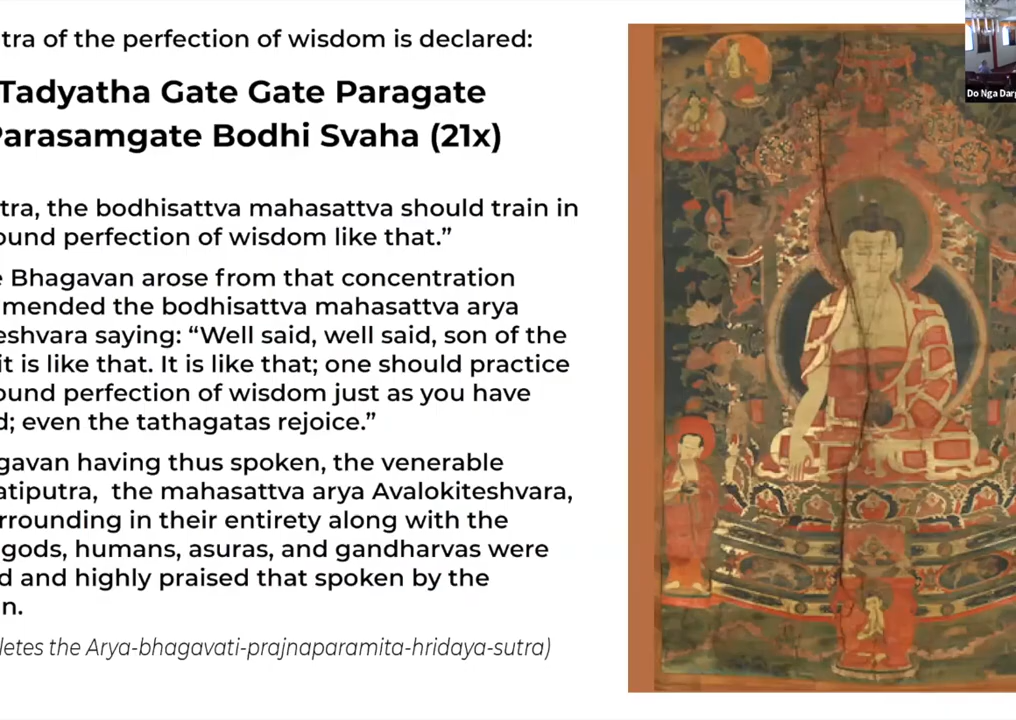 tra of the perfection of wisdom is declared:
Tadyatha Gate Gate Paragate
Parasamgate Bodhi Svaha (21x)
tra, the bodhisattva mahasattva should train in
ound perfection of wisdom like that.”
e Bhagavan arose from that concentration
mended the bodhisattva mahasattva arya
eshvara saying: “Well said, well said, son of the
it is like that. It is like that; one should practice
ound perfection of wisdom just as you have
d; even the tathagatas rejoice.”
gavan having thus spoken, the venerable
atiputra, the mahasattva arya Avalokiteshvara,
rrounding in their entirety along with the
gods, humans, asuras, and gandharvas were
d and highly praised that spoken by the
n.
letes the Arya-bhagavati-prajnaparamita-hridaya-sutra)
Do Nga Darg